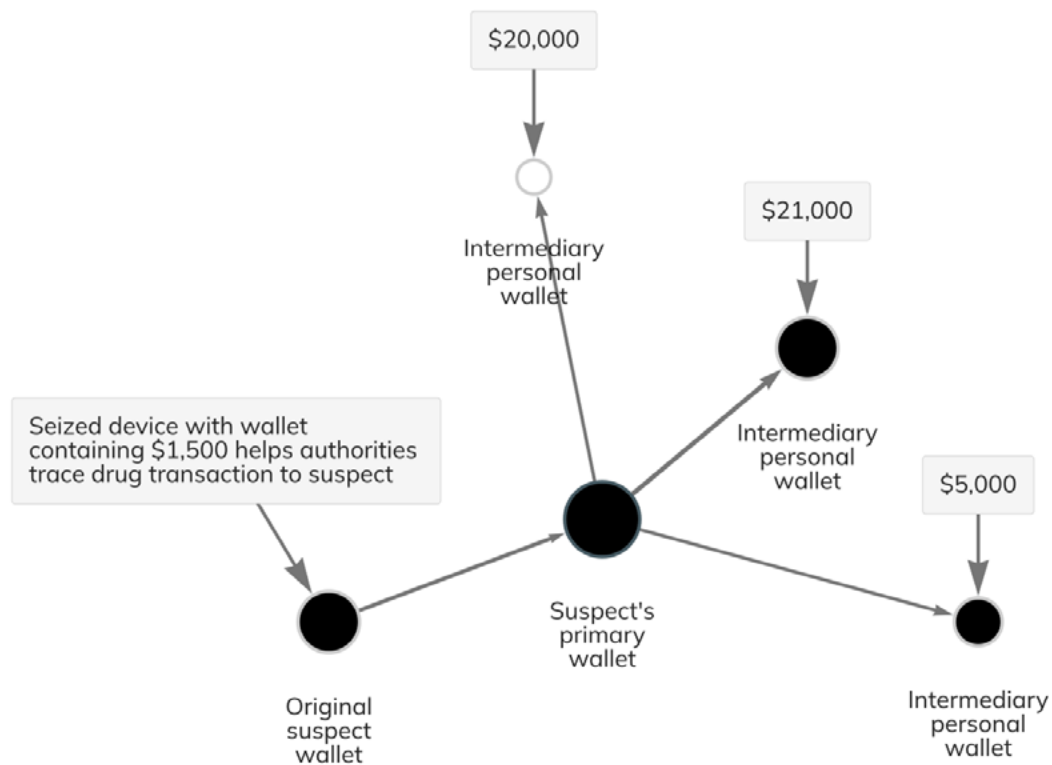 $20,000
Intermediary
personal
wallet
$21,000
Intermediary
personal
wallet
Seized device with wallet
containing $1,500 helps authorities
trace drug transaction to suspect
$5,000
Suspect's
primary
wallet
Original
suspect
wallet
Intermediary
personal
wallet